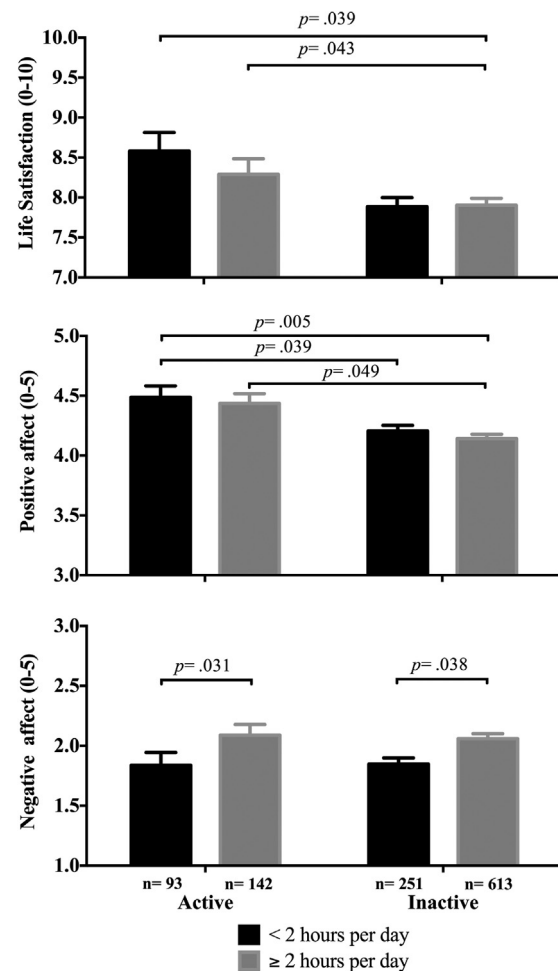 p= .039
p= .043
Life Satisfaction (0-10)
10.0
9.5
9.0
8.5
8.0
7.5
7.0
p= .005
p= .039
p= .049
Positive affect (0-5)
5.0
4.5
4.0
3.5
3.0
Negative affect (0-5)
3.0
2.5
2.0
1.5
1.0
p= .031
p= .038
n= 93 n= 142 n= 251 n= 613
Active Inactive
< 2 hours per day
≥ 2 hours per day